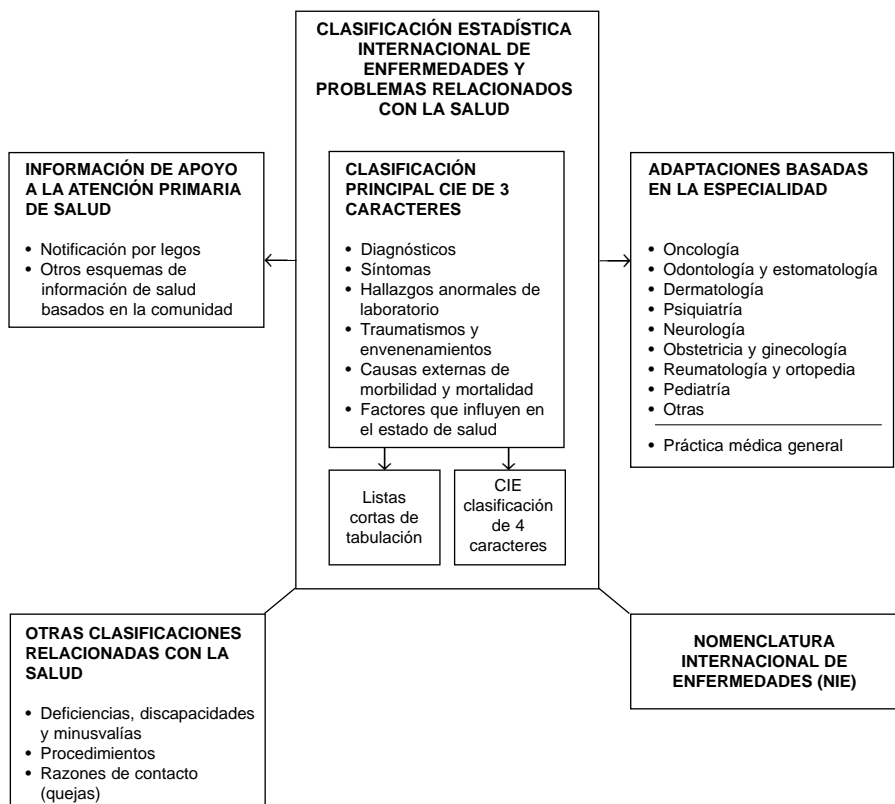 CLASIFICACIÓN ESTADÍSTICA
INTERNACIONAL DE
ENFERMEDADES Y
PROBLEMAS RELACIONADOS
CON LA SALUD
INFORMACIÓN DE APOYO
A LA ATENCIÓN PRIMARIA
DE SALUD
• Notificación por legos
• Otros esquemas de
información de salud
basados en la comunidad
CLASIFICACIÓN
PRINCIPAL CIE DE 3
CARACTERES
• Diagnósticos
• Síntomas
• Hallazgos anormales de
laboratorio
• Traumatismos y
envenenamientos
• Causas externas de
morbilidad y mortalidad
• Factores que influyen en
el estado de salud
ADAPTACIONES BASADAS
EN LA ESPECIALIDAD
• Oncología
• Odontología y estomatología
• Dermatología
• Psiquiatría
• Neurología
• Obstetricia y ginecología
• Reumatología y ortopedia
• Pediatría
• Otras
• Práctica médica general
Listas
cortas de
tabulación
CIE
clasificación
de 4
caracteres
OTRAS CLASIFICACIONES
RELACIONADAS CON LA
SALUD
• Deficiencias, discapacidades
y minusvalías
• Procedimientos
• Razones de contacto
(quejas)
NOMENCLATURA
INTERNACIONAL DE
ENFERMEDADES (NIE)